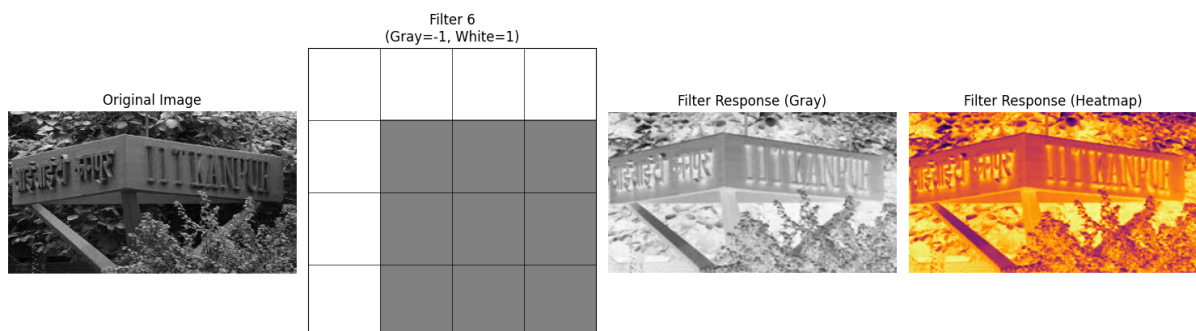 Original Image
IIT KANPUR
Filter 6
(Gray=-1, White=1)
Filter Response (Gray)
IIT KANPUR
Filter Response (Heatmap)
IIT KANPUR